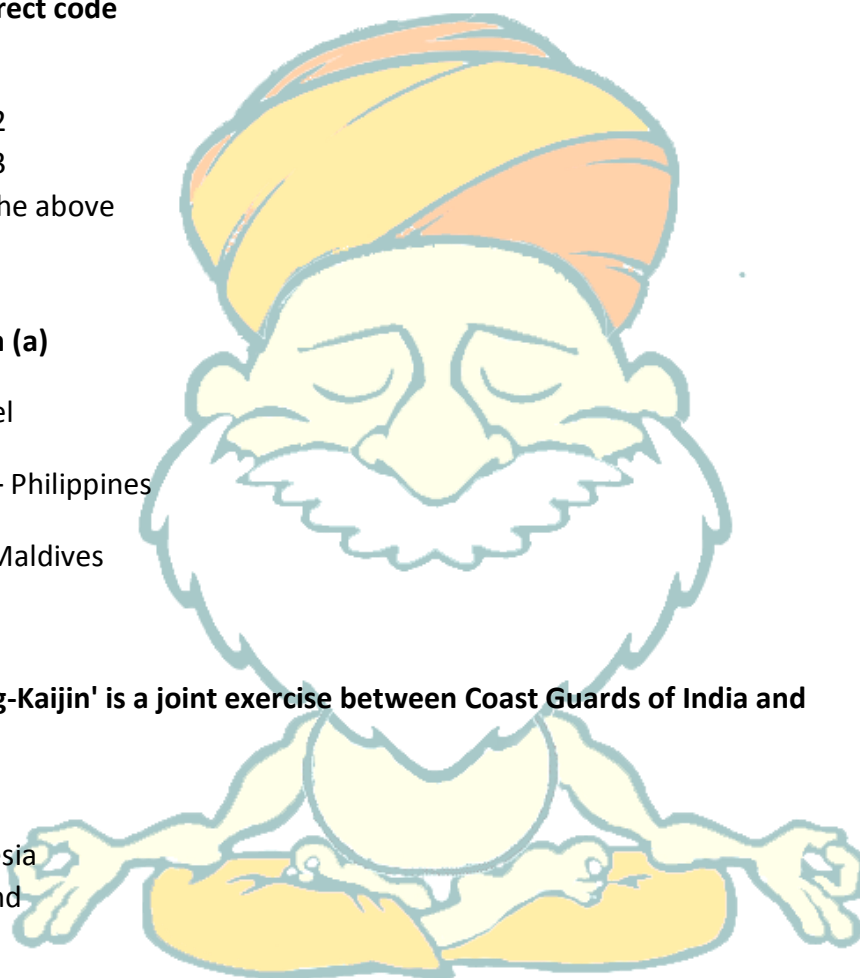 rect code
2
3
he above
(a)
el
- Philippines
Maldives
g-Kaijin' is a joint exercise between Coast Guards of India and
esia
nd